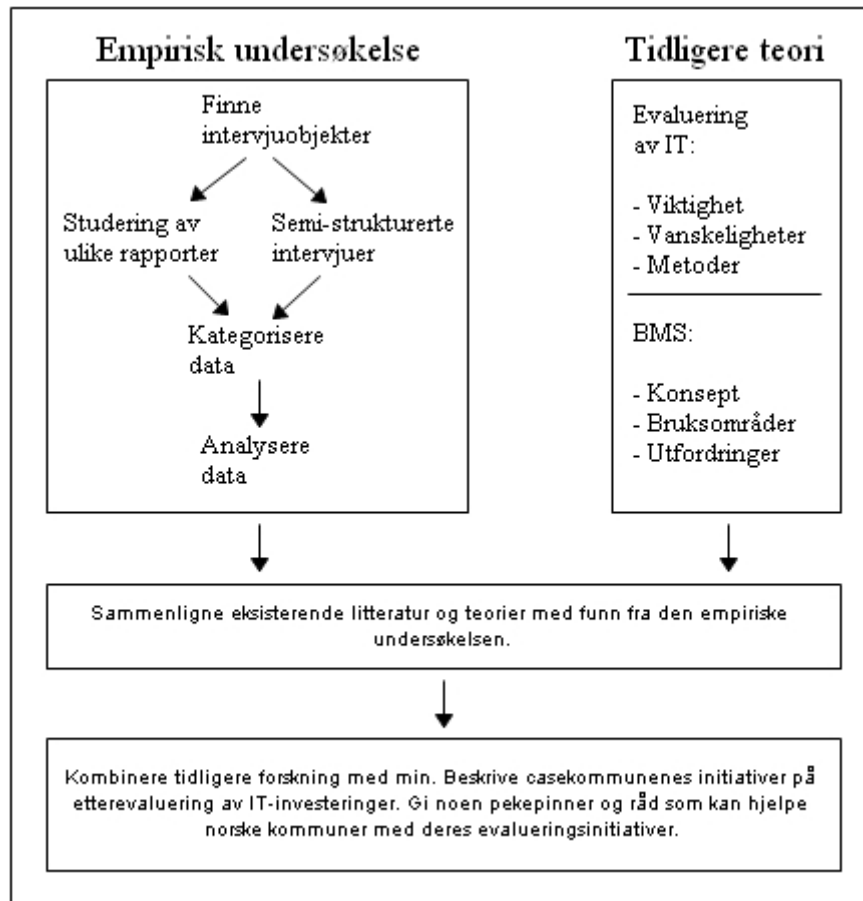 Empirisk undersøkelse
Finne
intervjuobjekter
Studering av
ulike rapporter
Semi-strukturerte
intervjuer
Kategorisere
data
Analysere
data
Tidligere teori
Evaluering
av IT:
- Viktighet
- Vanskeligheter
- Metoder
BMS:
- Konsept
- Bruksområder
- Utfordringer
Sammenligne eksisterende litteratur og teorier med funn fra den empiriske
undersøkelsen.
Kombinere tidligere forskning med min. Beskrive casekommunenes initiativer på
etterevaluering av IT-investeringer. Gi noen pekepinner og råd som kan hjelpe
norske kommuner med deres evalueringsinitiativer.